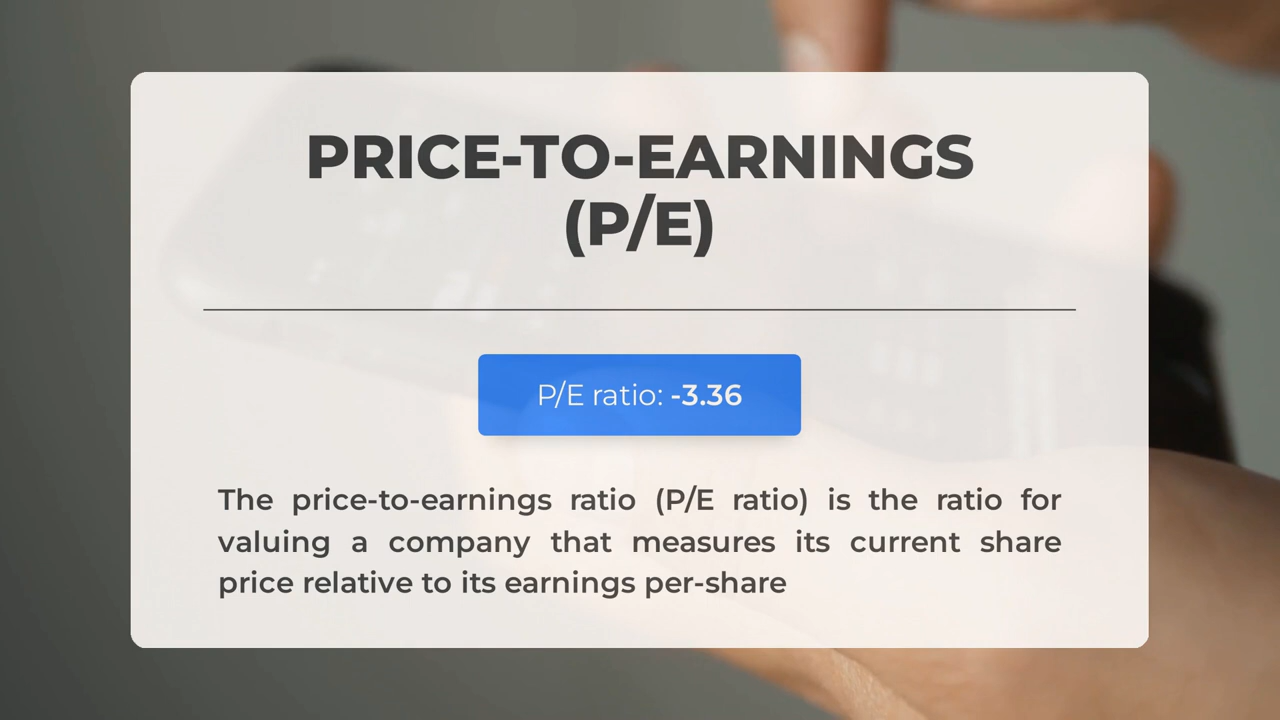 PRICE-TO-EARNINGS
(P/E)
P/E ratio: -3.36
The price-to-earnings ratio (P/E ratio) is the ratio for
valuing a company that measures its current share
price relative to its earnings per-share